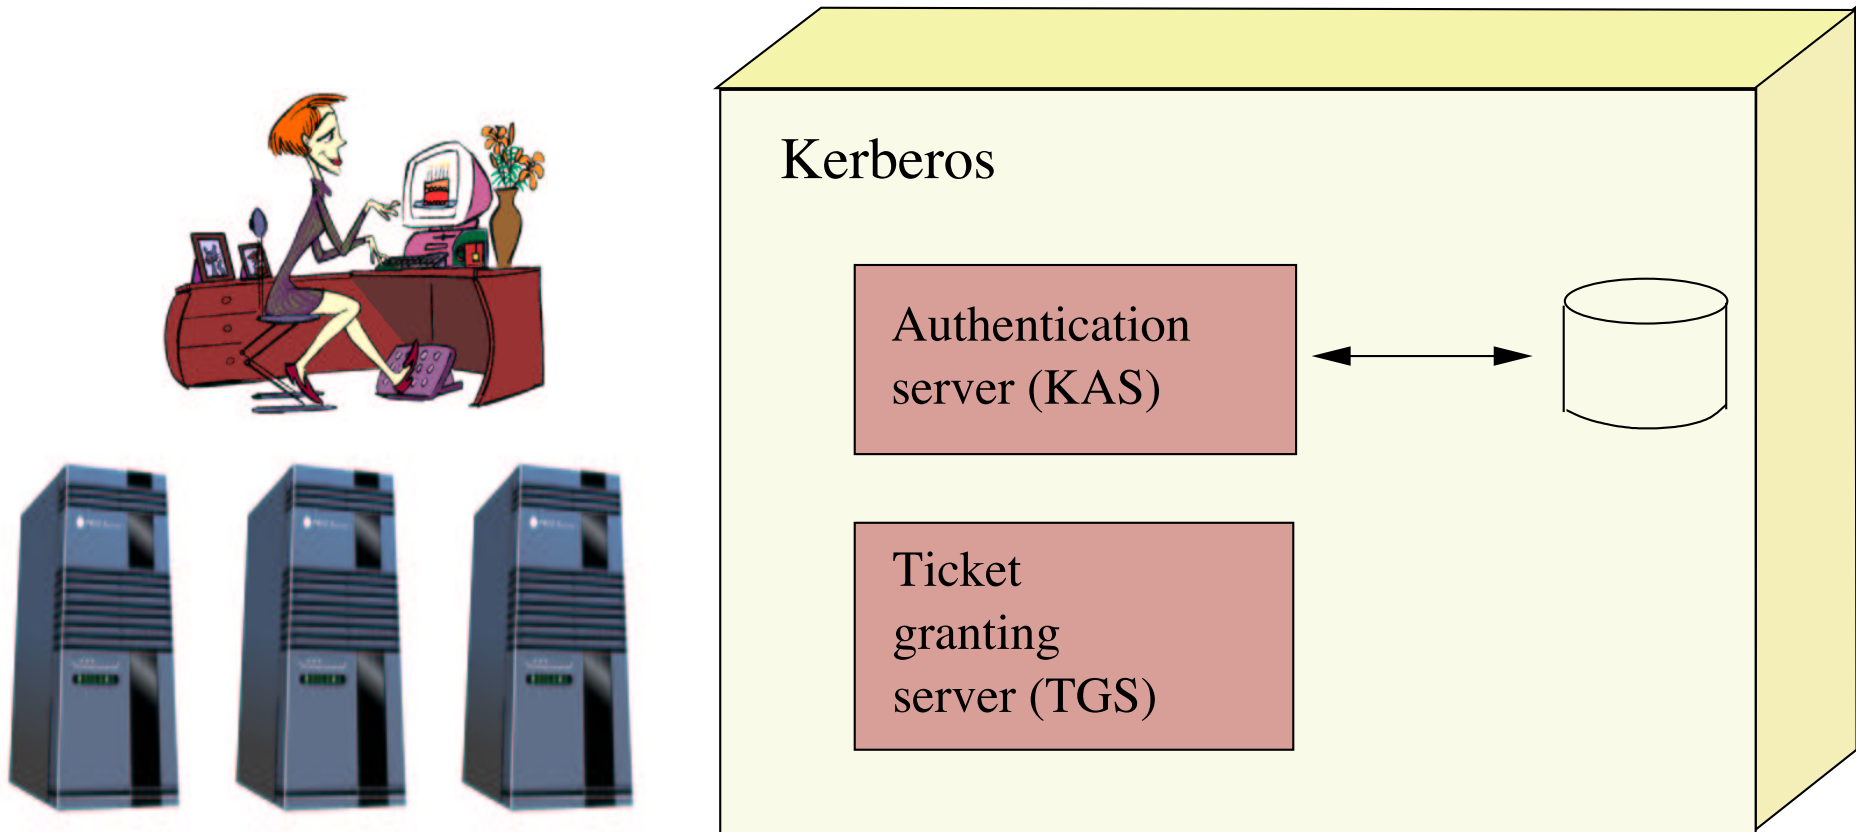 Kerberos
Authentication
server (KAS)
Ticket
granting
server (TGS)